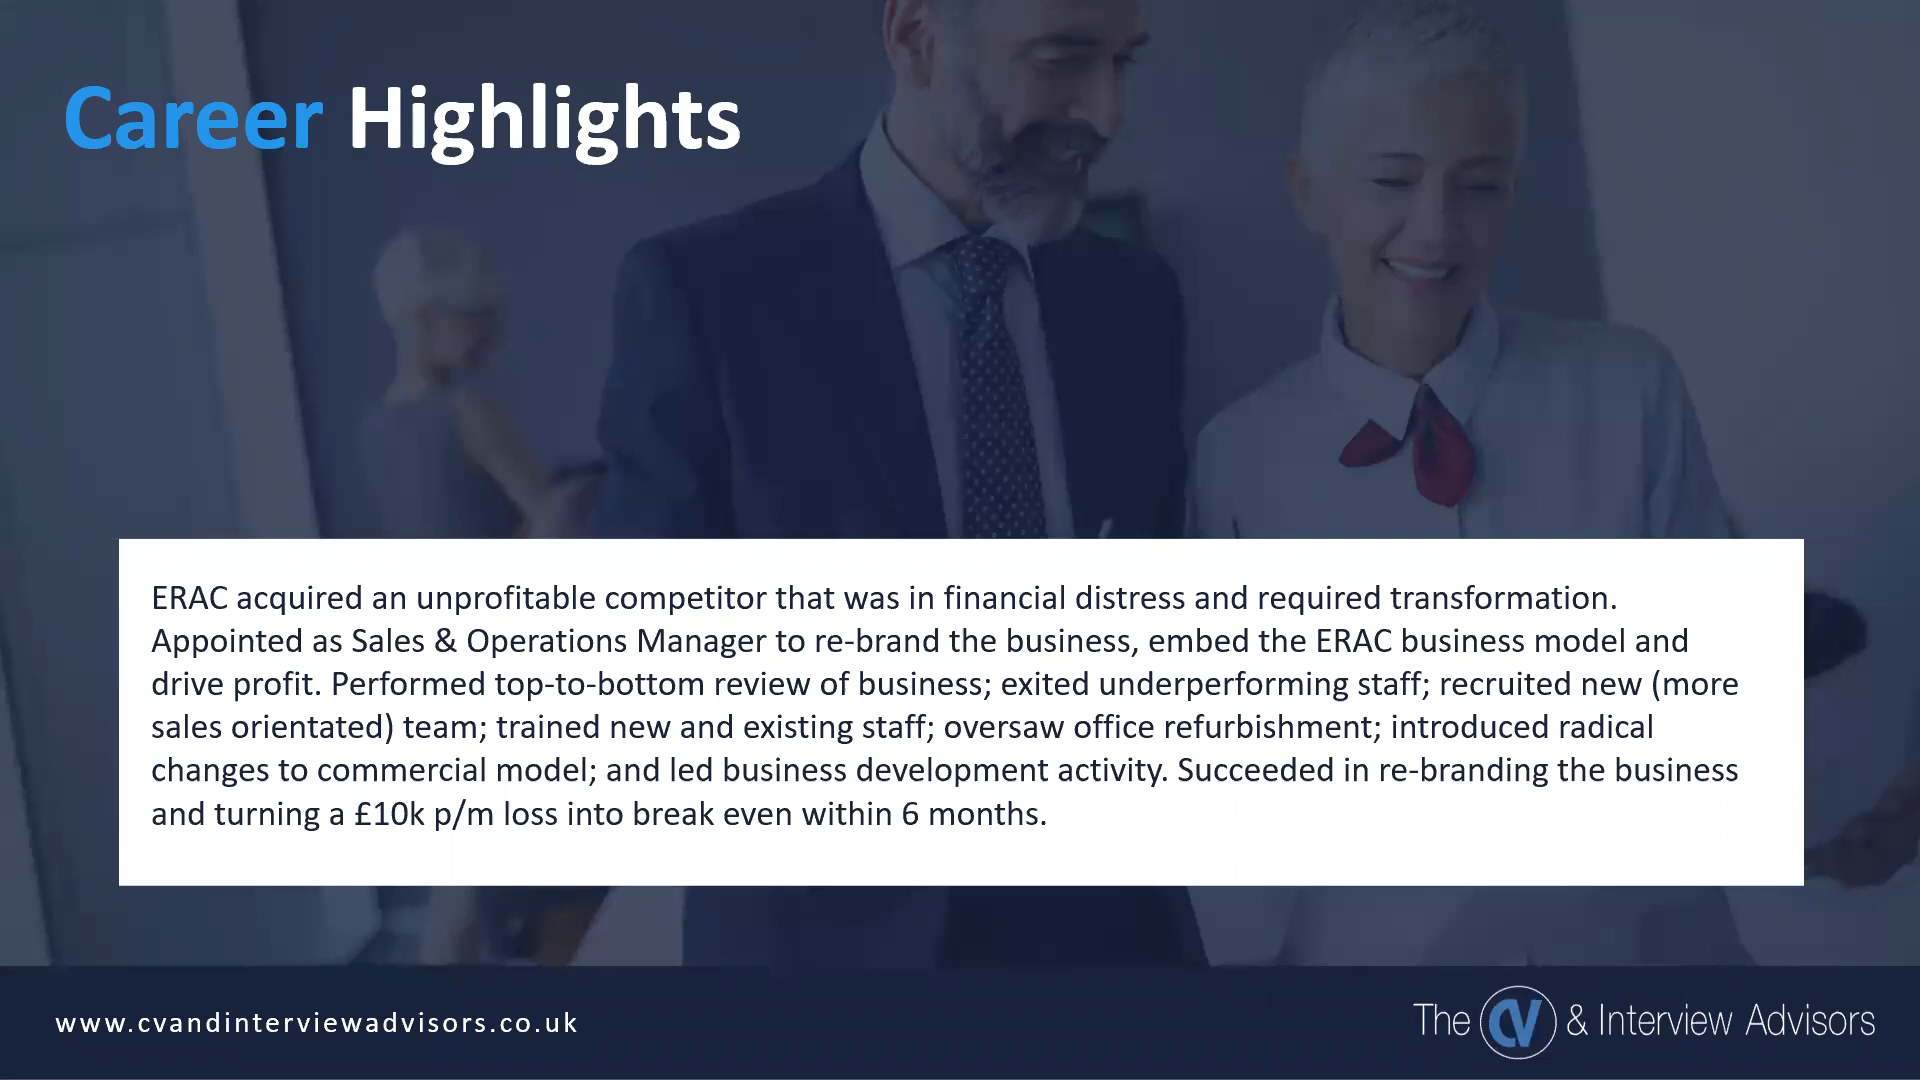 Career Highlights
ERAC acquired an unprofitable competitor that was in financial distress and required transformation.
Appointed as Sales & Operations Manager to re-brand the business, embed the ERAC business model and
drive profit. Performed top-to-bottom review of business; exited underperforming staff; recruited new (more
sales orientated) team; trained new and existing staff; oversaw office refurbishment; introduced radical
changes to commercial model; and led business development activity. Succeeded in re-branding the business
and turning a £10k p/m loss into break even within 6 months.
www.cvandinterviewadvisors.co.uk
The CV & Interview Advisors